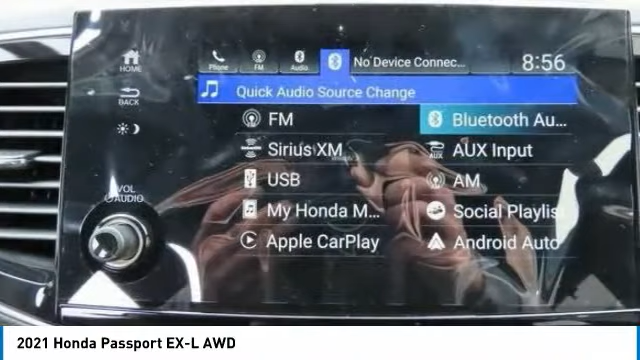 Phone FM Audio No Device Connec... 8:56
HOME
Quick Audio Source Change
BACK
FM Bluetooth Au...
Sirius XM AUX Input
USB AM
VOL
AUDIO
My Honda M... Social Playlist
Apple CarPlay Android Auto
2021 Honda Passport EX-L AWD